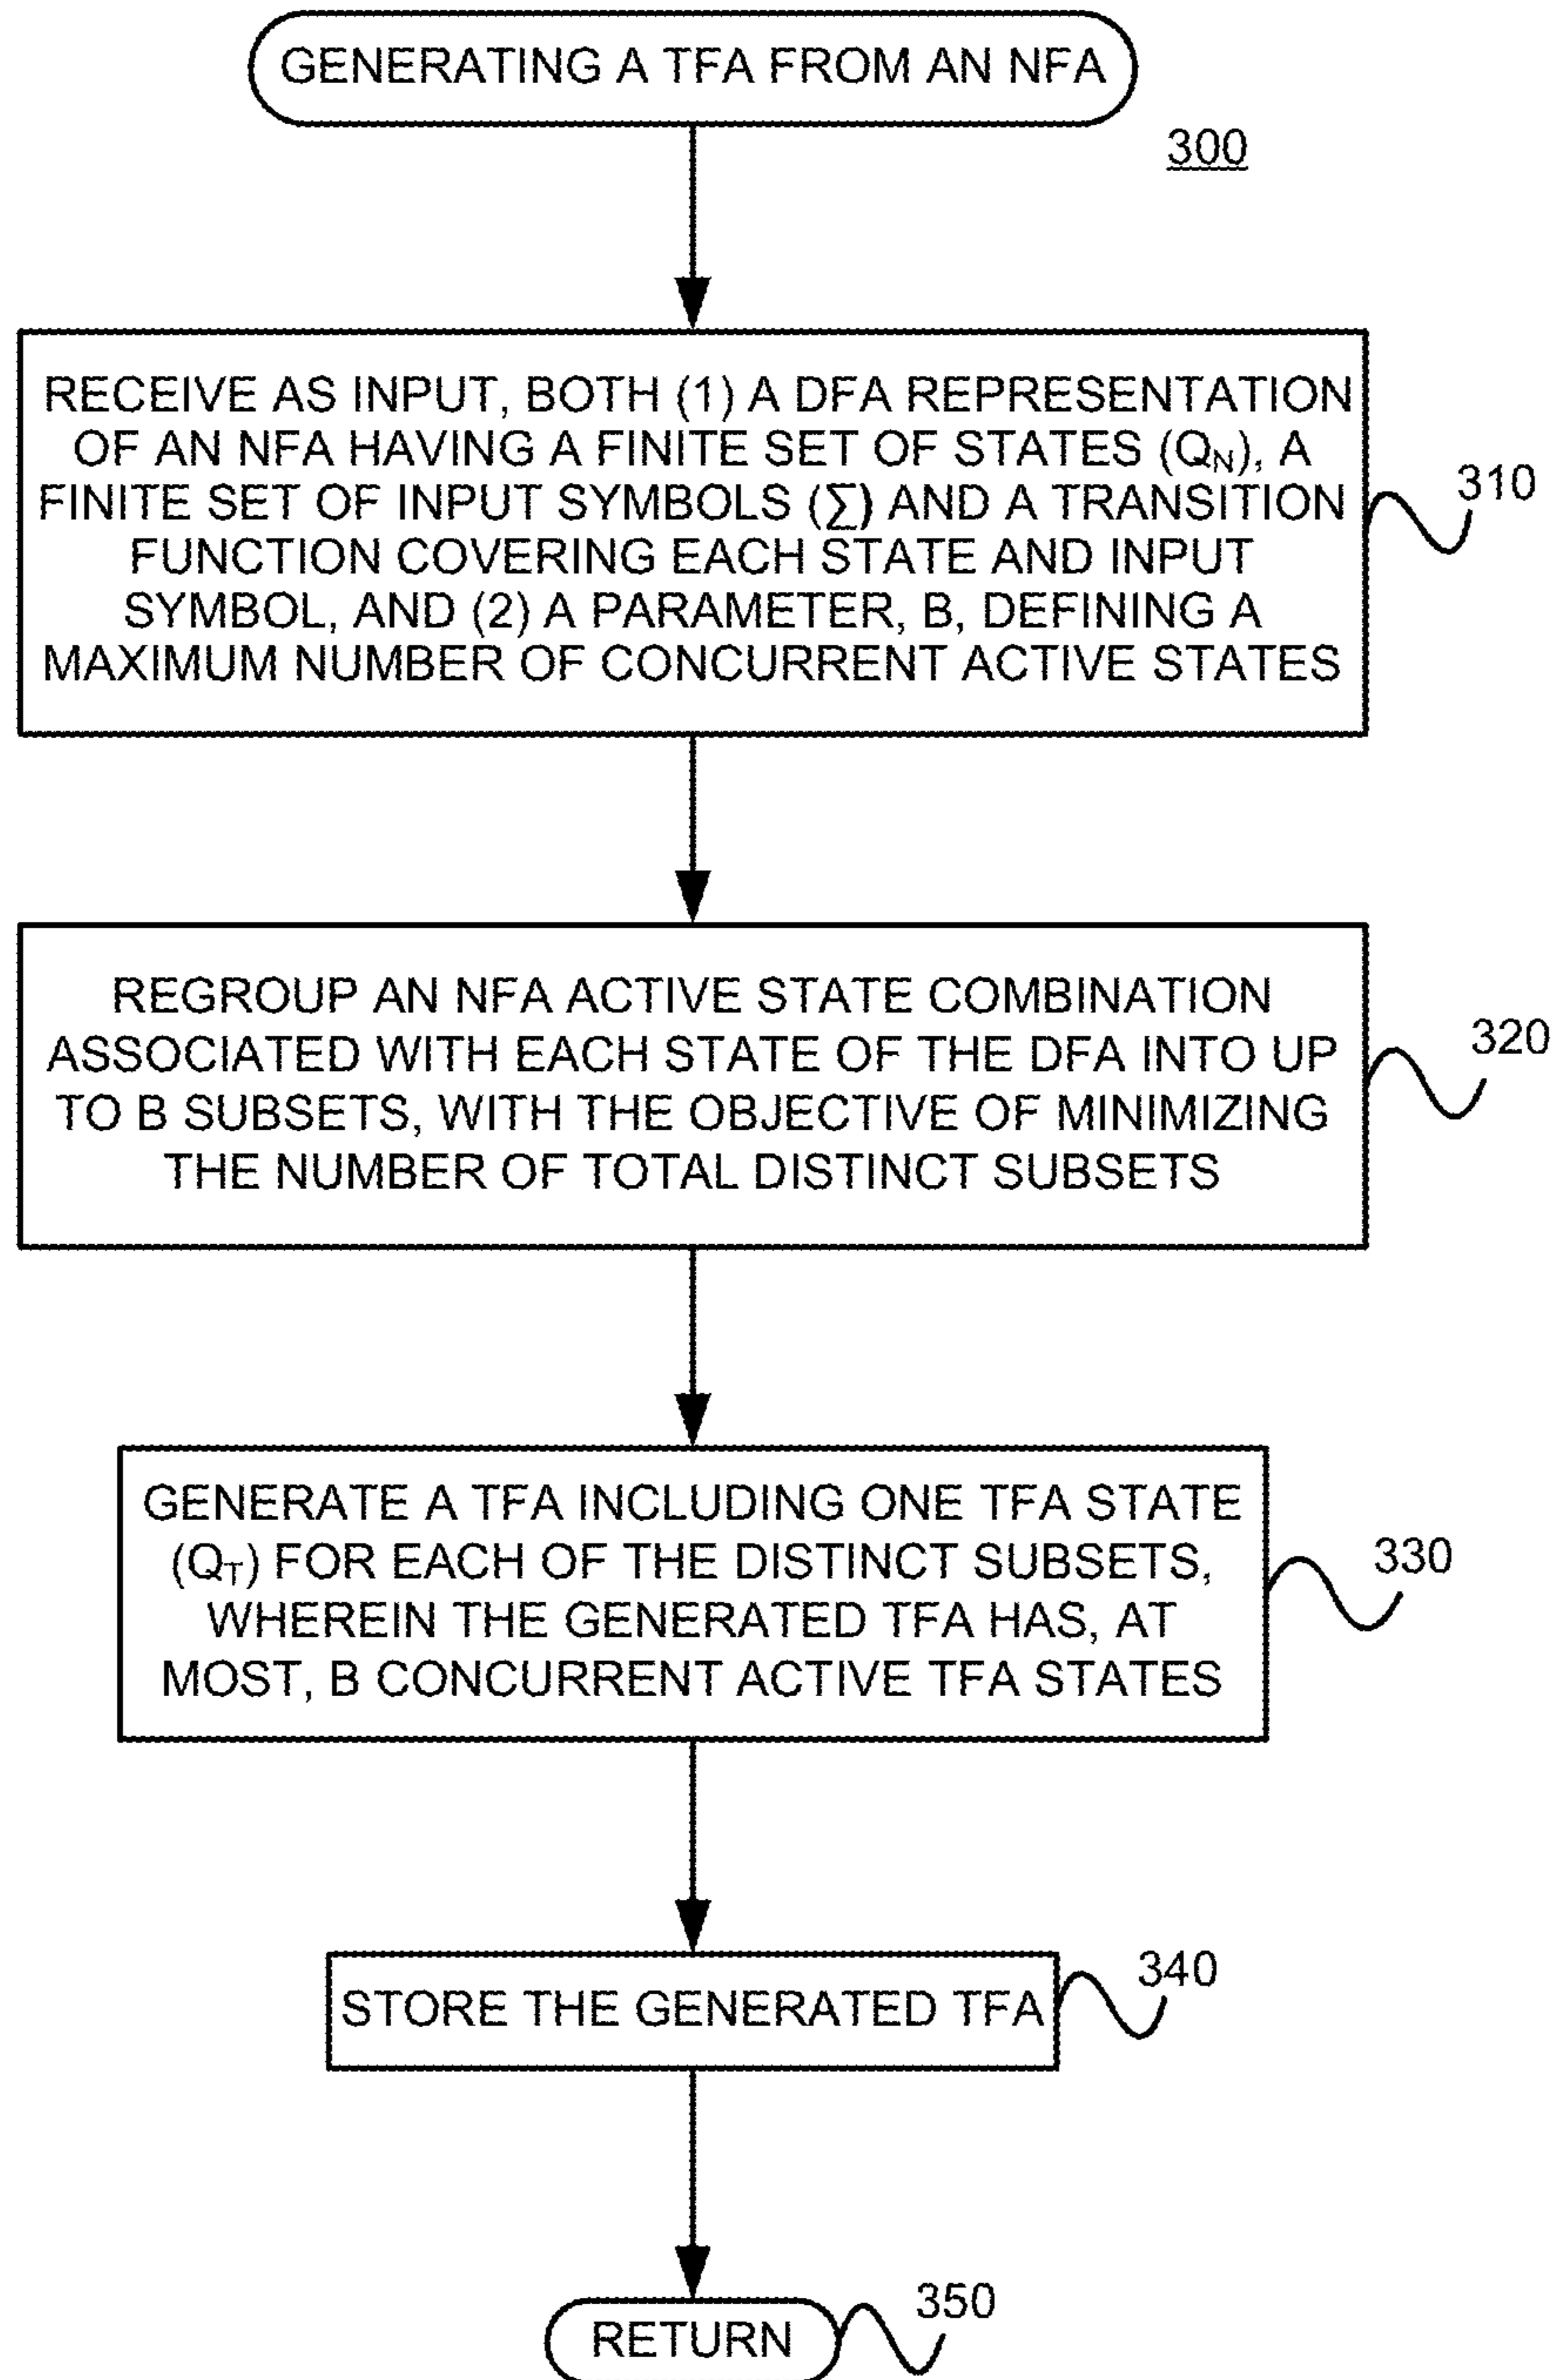 GENERATING A TFA FROM AN NFA
300
RECEIVE AS INPUT, BOTH (1) A DFA REPRESENTATION
OF AN NFA HAVING A FINITE SET OF STATES (QN), A
FINITE SET OF INPUT SYMBOLS (∑) AND A TRANSITION
FUNCTION COVERING EACH STATE AND INPUT
SYMBOL, AND (2) A PARAMETER, B, DEFINING A
MAXIMUM NUMBER OF CONCURRENT ACTIVE STATES
310
REGROUP AN NFA ACTIVE STATE COMBINATION
ASSOCIATED WITH EACH STATE OF THE DFA INTO UP
TO B SUBSETS, WITH THE OBJECTIVE OF MINIMIZING
THE NUMBER OF TOTAL DISTINCT SUBSETS
320
GENERATE A TFA INCLUDING ONE TFA STATE
(QT) FOR EACH OF THE DISTINCT SUBSETS,
WHEREIN THE GENERATED TFA HAS, AT
MOST, B CONCURRENT ACTIVE TFA STATES
330
STORE THE GENERATED TFA
340
RETURN
350